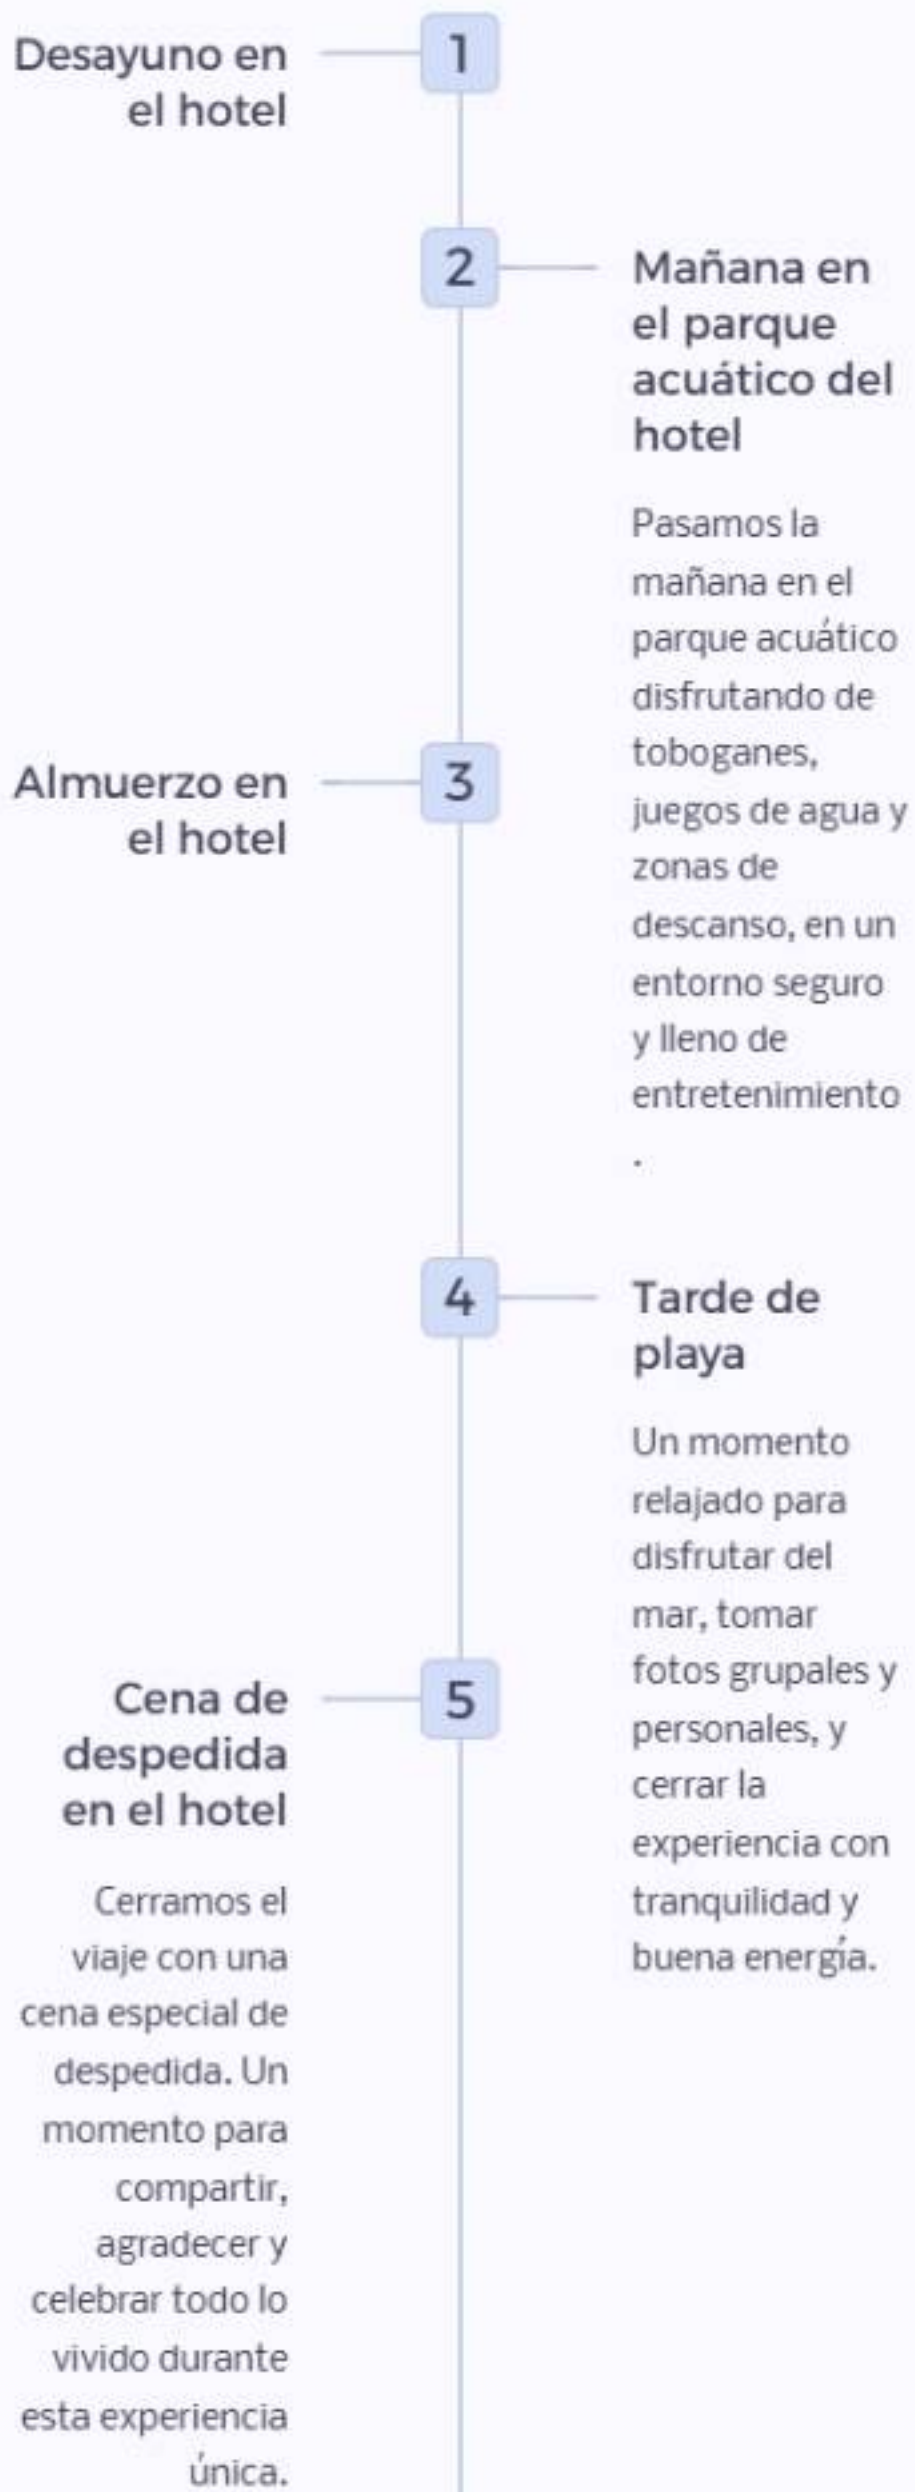 1
Desayuno en
el hotel
2
Mañana en
el parque
acuático del
hotel
Pasamos la
mañana en el
parque acuático
disfrutando de
toboganes,
juegos de agua y
zonas de
descanso, en un
entorno seguro
y lleno de
entretenimiento
.
3
Almuerzo en
el hotel
4
Tarde de
playa
Un momento
relajado para
disfrutar del
mar, tomar
fotos grupales y
personales, y
cerrar la
experiencia con
tranquilidad y
buena energía.
5
Cena de
despedida
en el hotel
Cerramos el
viaje con una
cena especial de
despedida. Un
momento para
compartir,
agradecer y
celebrar todo lo
vivido durante
esta experiencia
única.